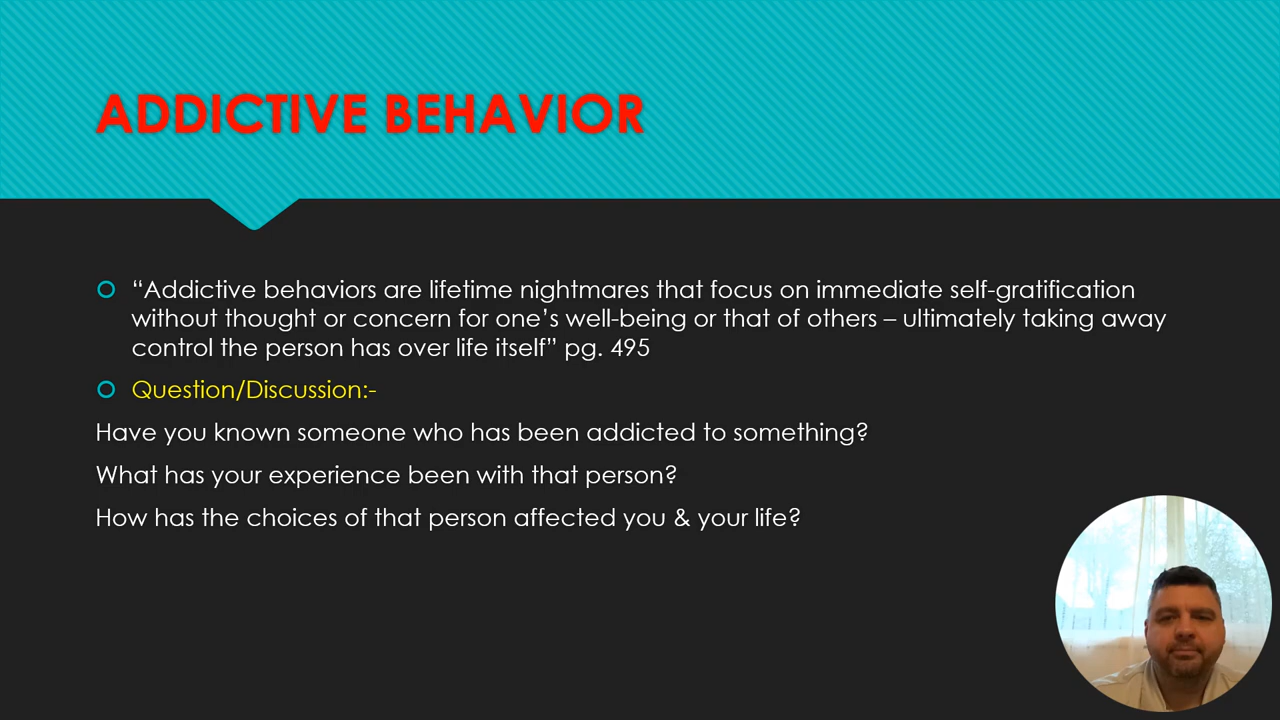 ADDICTIVE BEHAVIOR
“Addictive behaviors are lifetime nightmares that focus on immediate self-gratification
without thought or concern for one’s well-being or that of others – ultimately taking away
control the person has over life itself” pg. 495
Question/Discussion:-
Have you known someone who has been addicted to something?
What has your experience been with that person?
How has the choices of that person affected you & your life?